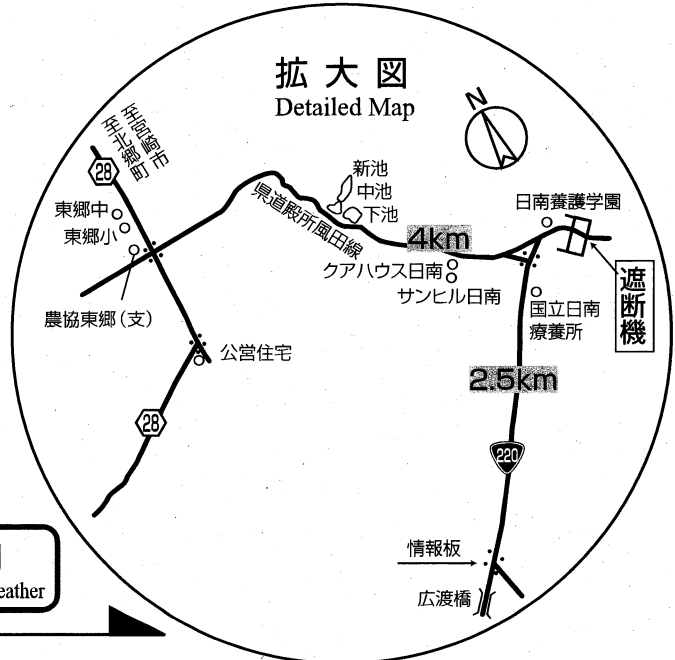 拡大図
Detailed Map
N
至宮崎市
至北郷町
28
東郷中
東郷小
農協東郷(支)
公営住宅
28
県道殿所風田線
新池
中池
下池
4km
クアハウス日南
サンヒル日南
日南養護学園
遮断機
国立日南
療養所
2.5km
220
情報板
広渡橋
eather